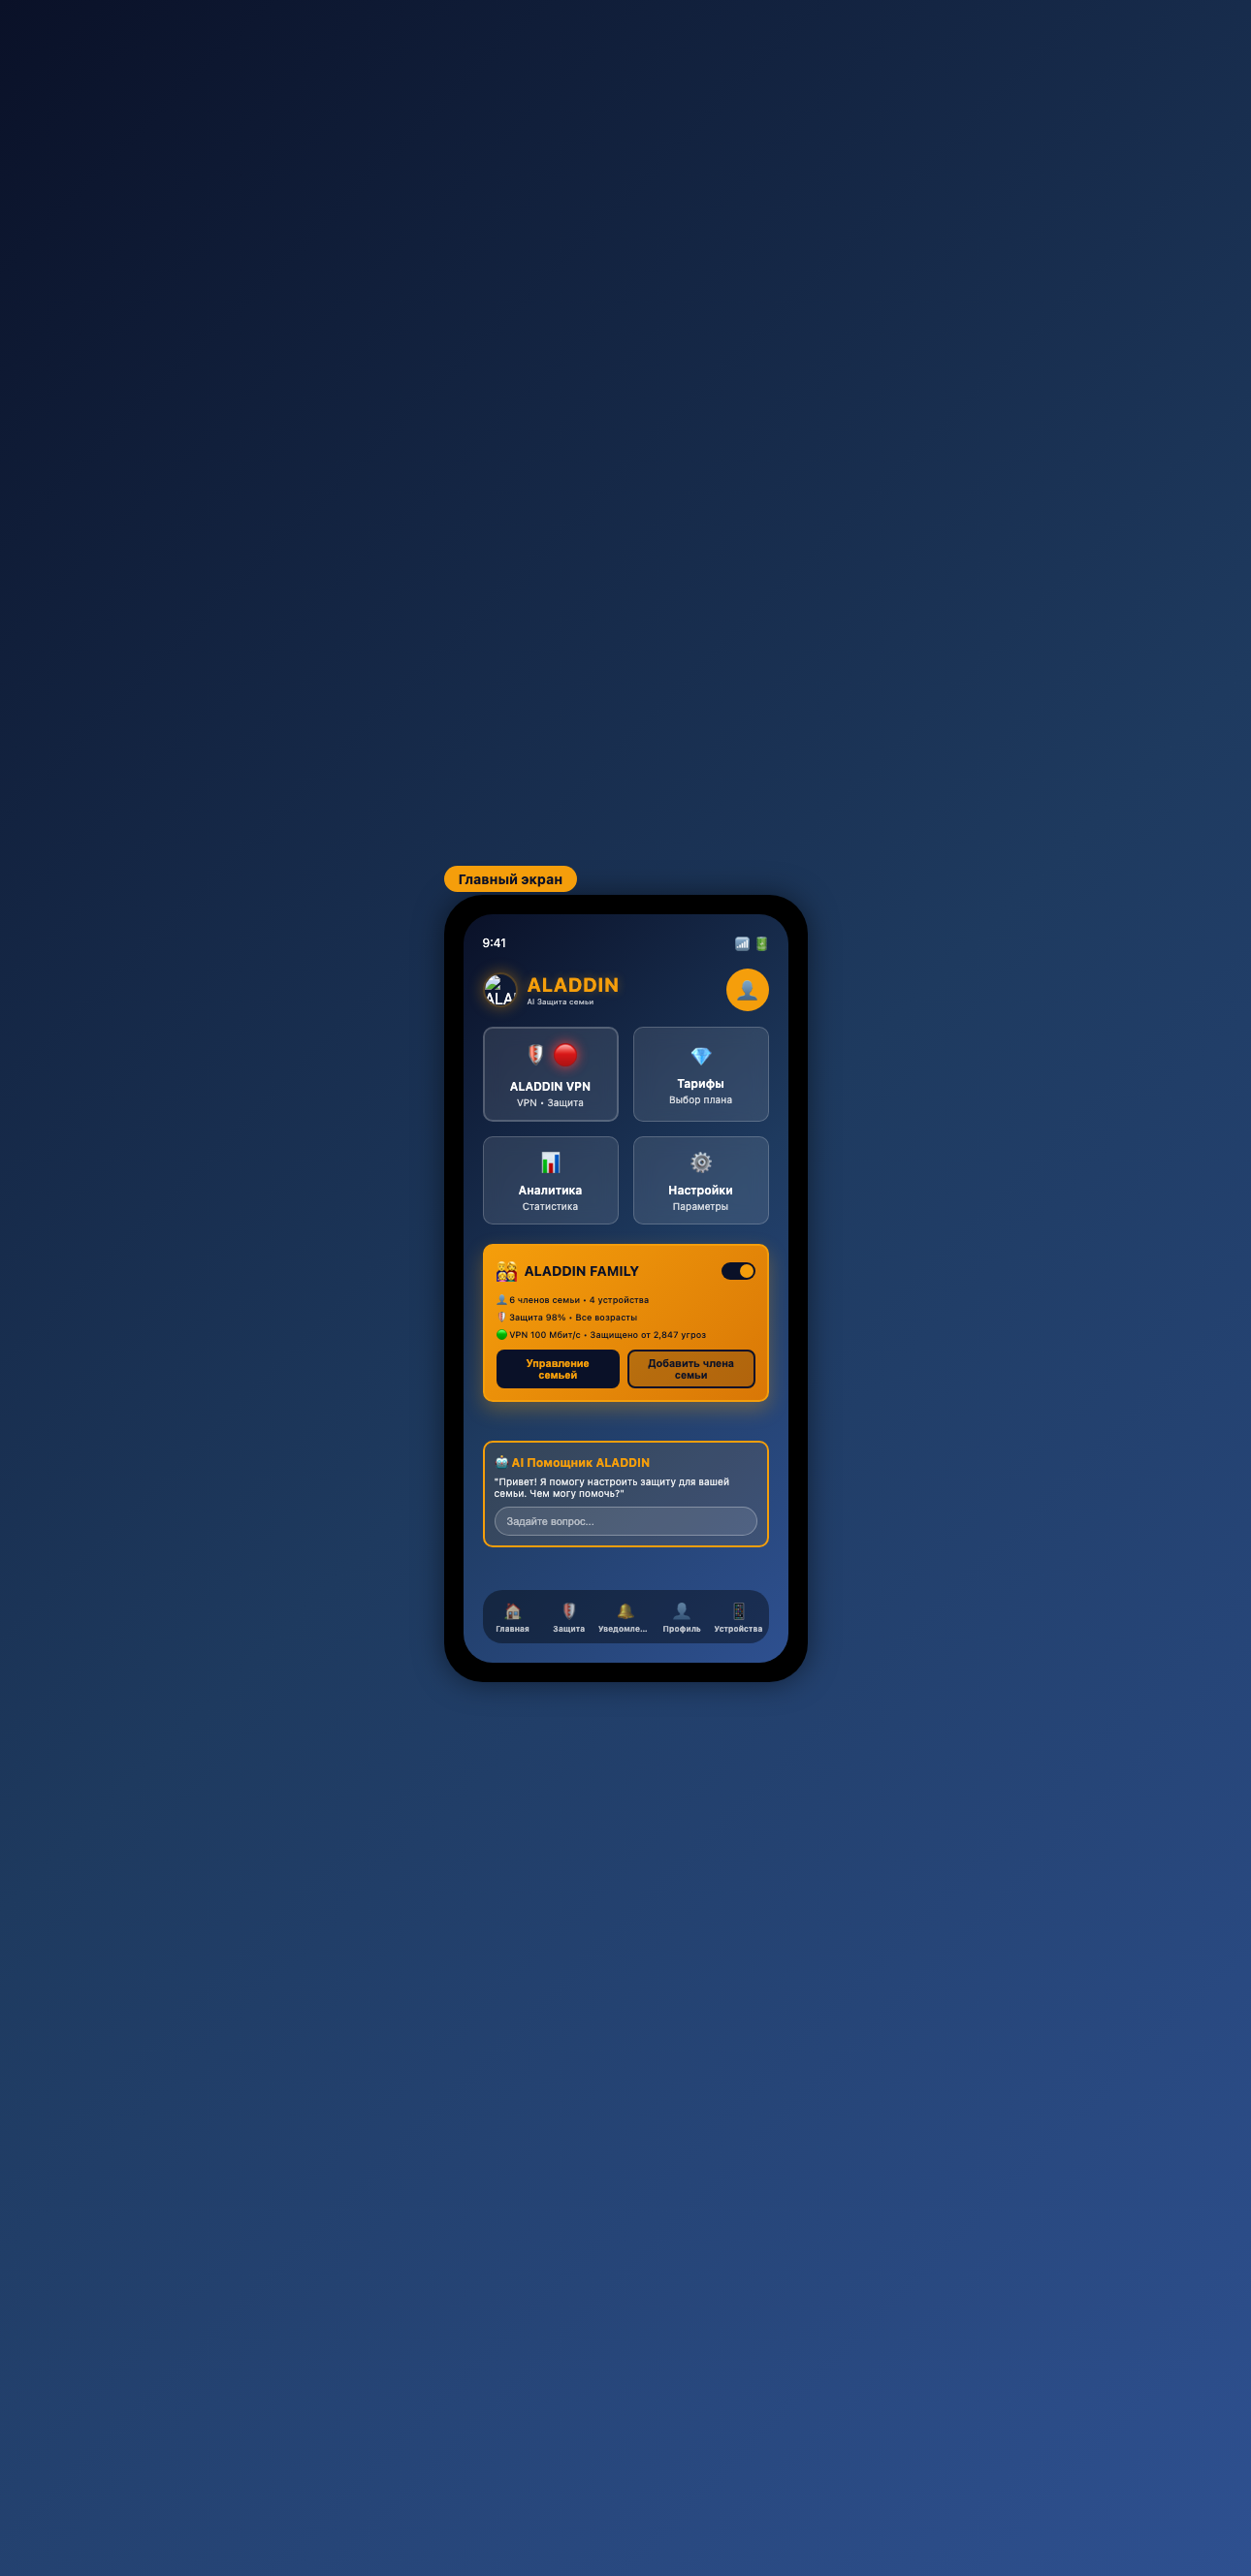 Главный экран
9:41
ALA
ALADDIN
AI Защита семьи
ALADDIN VPN
VPN • Защита
Тарифы
Выбор плана
Аналитика
Статистика
Настройки
Параметры
ALADDIN FAMILY
6 членов семьи • 4 устройства
Защита 98% • Все возрасты
VPN 100 Мбит/с • Защищено от 2,847 угроз
Управление
семьей
Добавить члена
семьи
AI Помощник ALADDIN
"Привет! Я помогу настроить защиту для вашей
семьи. Чем могу помочь?"
Задайте вопрос...
Главная
Защита
Уведомле...
Профиль
Устройства